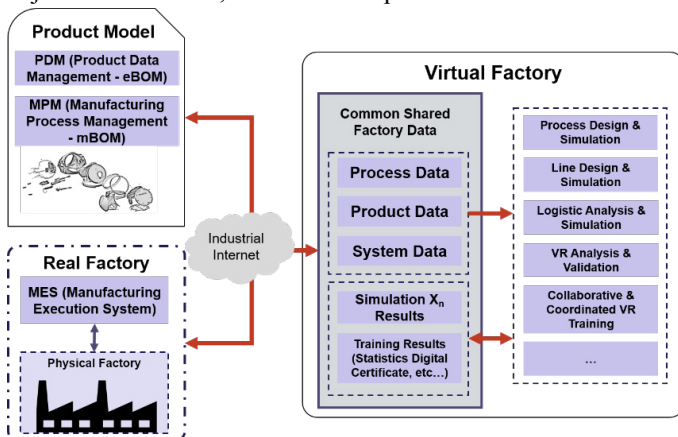 Product Model
PDM (Product Data
Management - eBOM)
MPM (Manufacturing
Process Management
- mBOM)
Real Factory
MES (Manufacturing
Execution System)
Physical Factory
Industrial
Internet
Virtual Factory
Common Shared
Factory Data
Process Data
Product Data
System Data
Simulation Xn
Results
Training Results
(Statistics Digital
Certificate, etc…)
Process Design &
Simulation
Line Design &
Simulation
Logistic Analysis &
Simulation
VR Analysis &
Validation
Collaborative &
Coordinated VR
Training
…